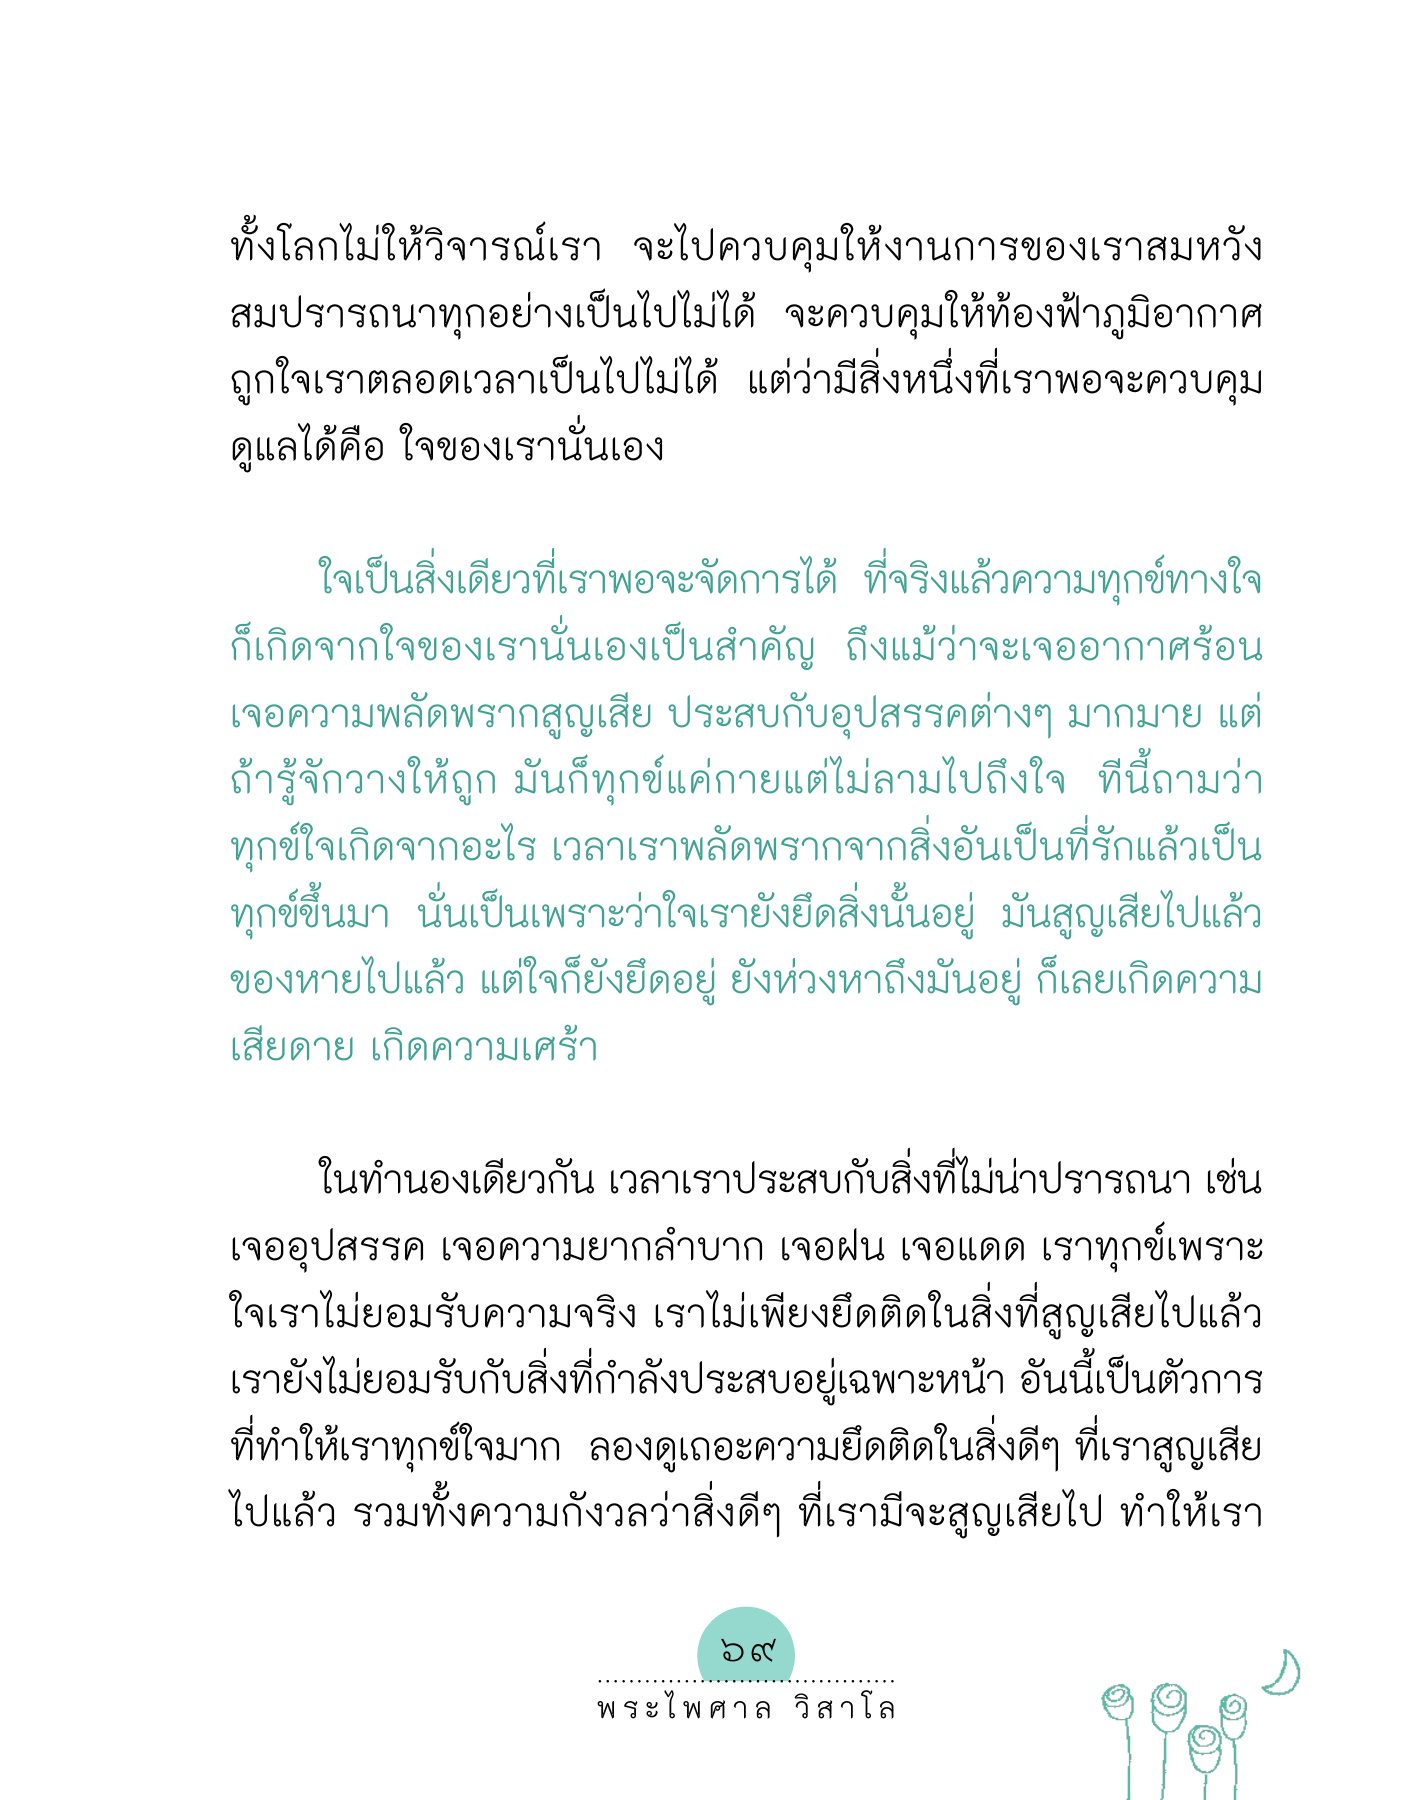 ทั้งโลกไม่ให้วิจารณ์เรา จะไปควบคุมให้งานการของเราสมหวัง
สมปรารถนาทุกอย่างเป็นไปไม่ได้ จะควบคุมให้ท้องฟ้าภูมิอากาศ
ถูกใจเราตลอดเวลาเป็นไปไม่ได้ แต่ว่ามีสิ่งหนึ่งที่เราพอจะควบคุม
ดูแลได้คือ ใจของเรานั่นเอง
ใจเป็นสิ่งเดียวที่เราพอจะจัดการได้ ที่จริงแล้วความทุกข์ทางใจ
ก็เกิดจากใจของเรานั่นเองเป็นสำคัญ ถึงแม้ว่าจะเจออากาศร้อน
เจอความพลัดพรากสูญเสีย ประสบกับอุปสรรคต่างๆ มากมาย แต่
ถ้ารู้จักวางให้ถูก มันก็ทุกข์แค่กายแต่ไม่ลามไปถึงใจ ทีนี้ถามว่า
ทุกข์ใจเกิดจากอะไร เวลาเราพลัดพรากจากสิ่งอันเป็นที่รักแล้วเป็น
ทุกข์ขึ้นมา นั่นเป็นเพราะว่าใจเรายังยึดสิ่งนั้นอยู่ มันสูญเสียไปแล้ว
ของหายไปแล้ว แต่ใจก็ยังยึดอยู่ ยังห่วงหาถึงมันอยู่ ก็เลยเกิดความ
เสียดาย เกิดความเศร้า
ในทำนองเดียวกัน เวลาเราประสบกับสิ่งที่ไม่น่าปรารถนา เช่น
เจออุปสรรค เจอความยากลำบาก เจอฝน เจอแดด เราทุกข์เพราะ
ใจเราไม่ยอมรับความจริง เราไม่เพียงยึดติดในสิ่งที่สูญเสียไปแล้ว
เรายังไม่ยอมรับกับสิ่งที่กำลังประสบอยู่เฉพาะหน้า อันนี้เป็นตัวการ
ที่ทำให้เราทุกข์ใจมาก ลองดูเถอะความยึดติดในสิ่งดีๆ ที่เราสูญเสีย
ไปแล้ว รวมทั้งความกังวลว่าสิ่งดีๆ ที่เรามีจะสูญเสียไป ทำให้เรา
๖๙
พระไพศาล วิสาโล